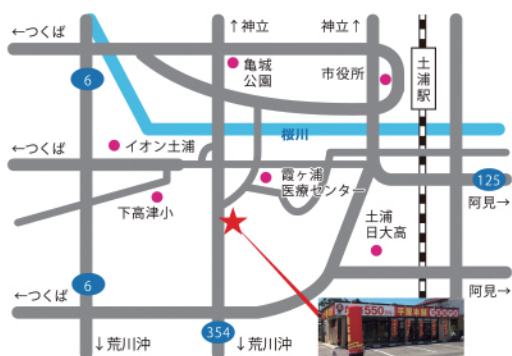 ←つくば
↑神立
神立↑
6
亀城
公園
市役所
土浦駅
桜川
イオン土浦
←つくば
霞ヶ浦
医療センター
125
阿見→
下高津小
土浦
日大高
6
←つくば
阿見→
550
354
↓荒川沖
↓荒川沖